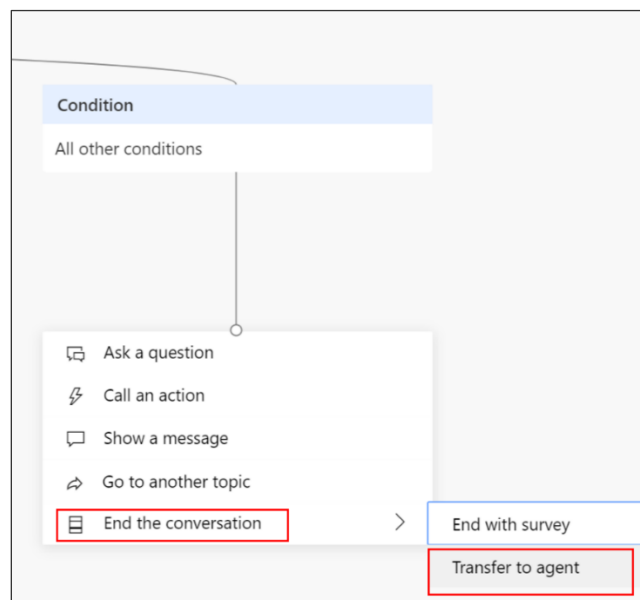 Condition
All other conditions
Ask a question
Call an action
Show a message
Go to another topic
End the conversation
End with survey
Transfer to agent